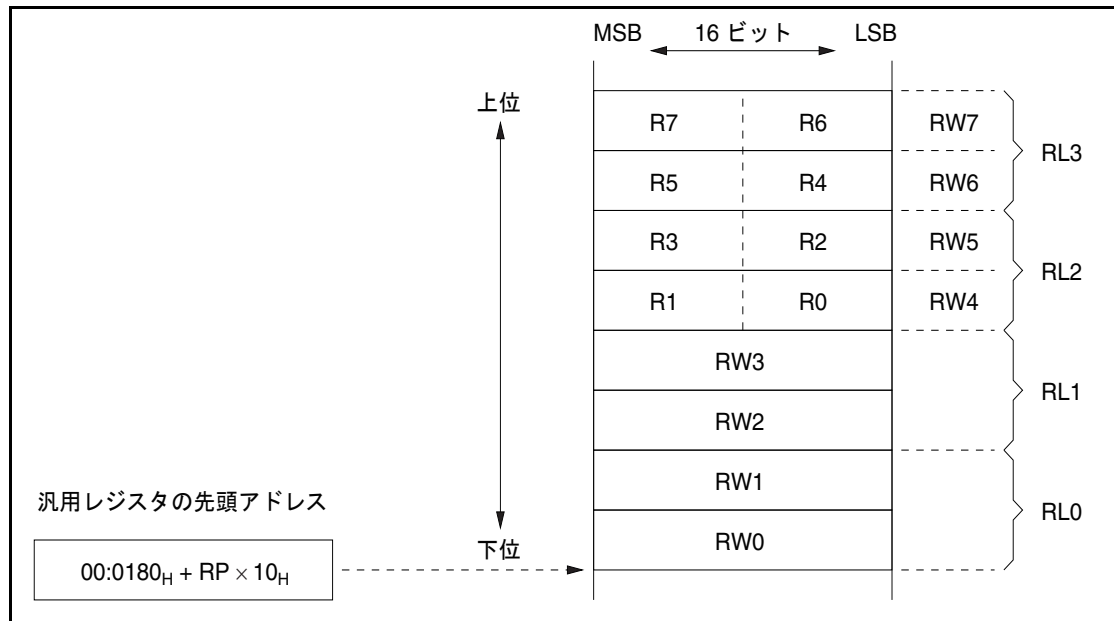 MSB 16 ビット LSB
上位
R7 R6 RW7
RL3
R5 R4 RW6
R3 R2 RW5
RL2
R1 R0 RW4
RW3
RL1
RW2
汎用レジスタの先頭アドレス
RW1
RL0
下位
RW0
00:0180H + RP × 10H